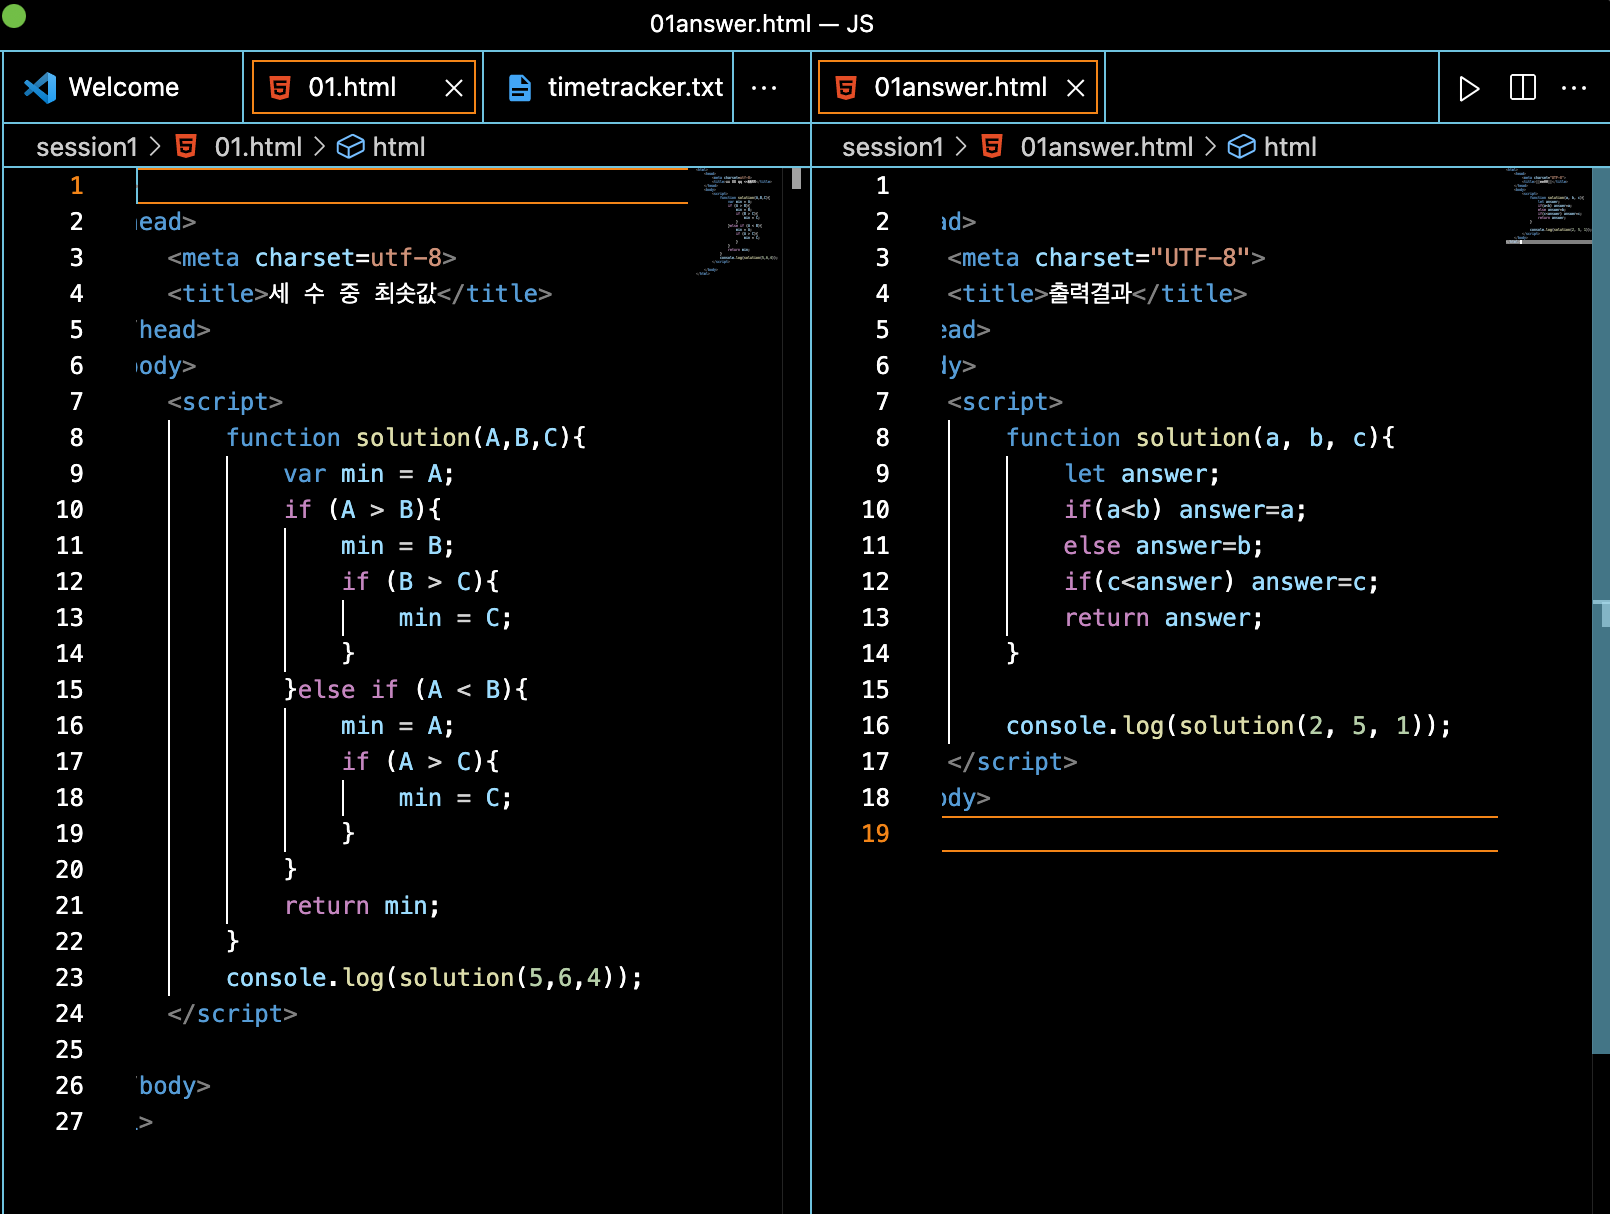 01answer.html — JS
Welcome
01.html
timetracker.txt
01answer.html
session1 > 01.html > html
1
2 ead>
3 <meta charset=utf-8>
4 <title>세 수 중 최솟값</title>
5 head>
6 ody>
7 <script>
8 function solution(A,B,C){
9 var min = A;
10 if (A > B){
11 min = B;
12 if (B > C){
13 min = C;
14 }
15 }else if (A < B){
16 min = A;
17 if (A > C){
18 min = C;
19 }
20 }
21 return min;
22 }
23 console.log(solution(5,6,4));
24 </script>
25
26 body>
27 >
session1 > 01answer.html > html
1
2 ad>
3 <meta charset="UTF-8">
4 <title>출력결과</title>
5 ead>
6 dy>
7 <script>
8 function solution(a, b, c){
9 let answer;
10 if(a<b) answer=a;
11 else answer=b;
12 if(c<answer) answer=c;
13 return answer;
14 }
15
16 console.log(solution(2, 5, 1));
17 </script>
18 ody>
19